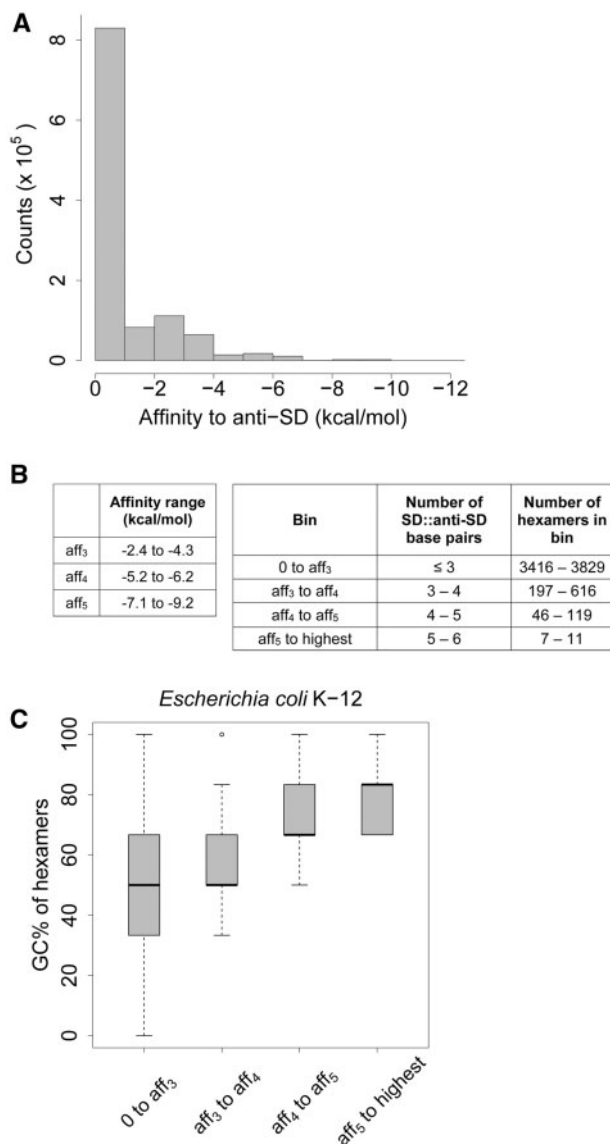 A
Counts (x 10⁵)
8
6
4
2
0
0 −2 −4 −6 −8 −10 −12
Affinity to anti−SD (kcal/mol)
B
Affinity range (kcal/mol)
aff₃ -2.4 to -4.3
aff₄ -5.2 to -6.2
aff₅ -7.1 to -9.2
Bin Number of SD::anti-SD base pairs Number of hexamers in bin
0 to aff₃ ≤ 3 3416 – 3829
aff₃ to aff₄ 3 – 4 197 – 616
aff₄ to aff₅ 4 – 5 46 – 119
aff₅ to highest 5 – 6 7 – 11
C
Escherichia coli K−12
GC% of hexamers
100
80
60
40
20
0
0 to aff₃
aff₃ to aff₄
aff₄ to aff₅
aff₅ to highest